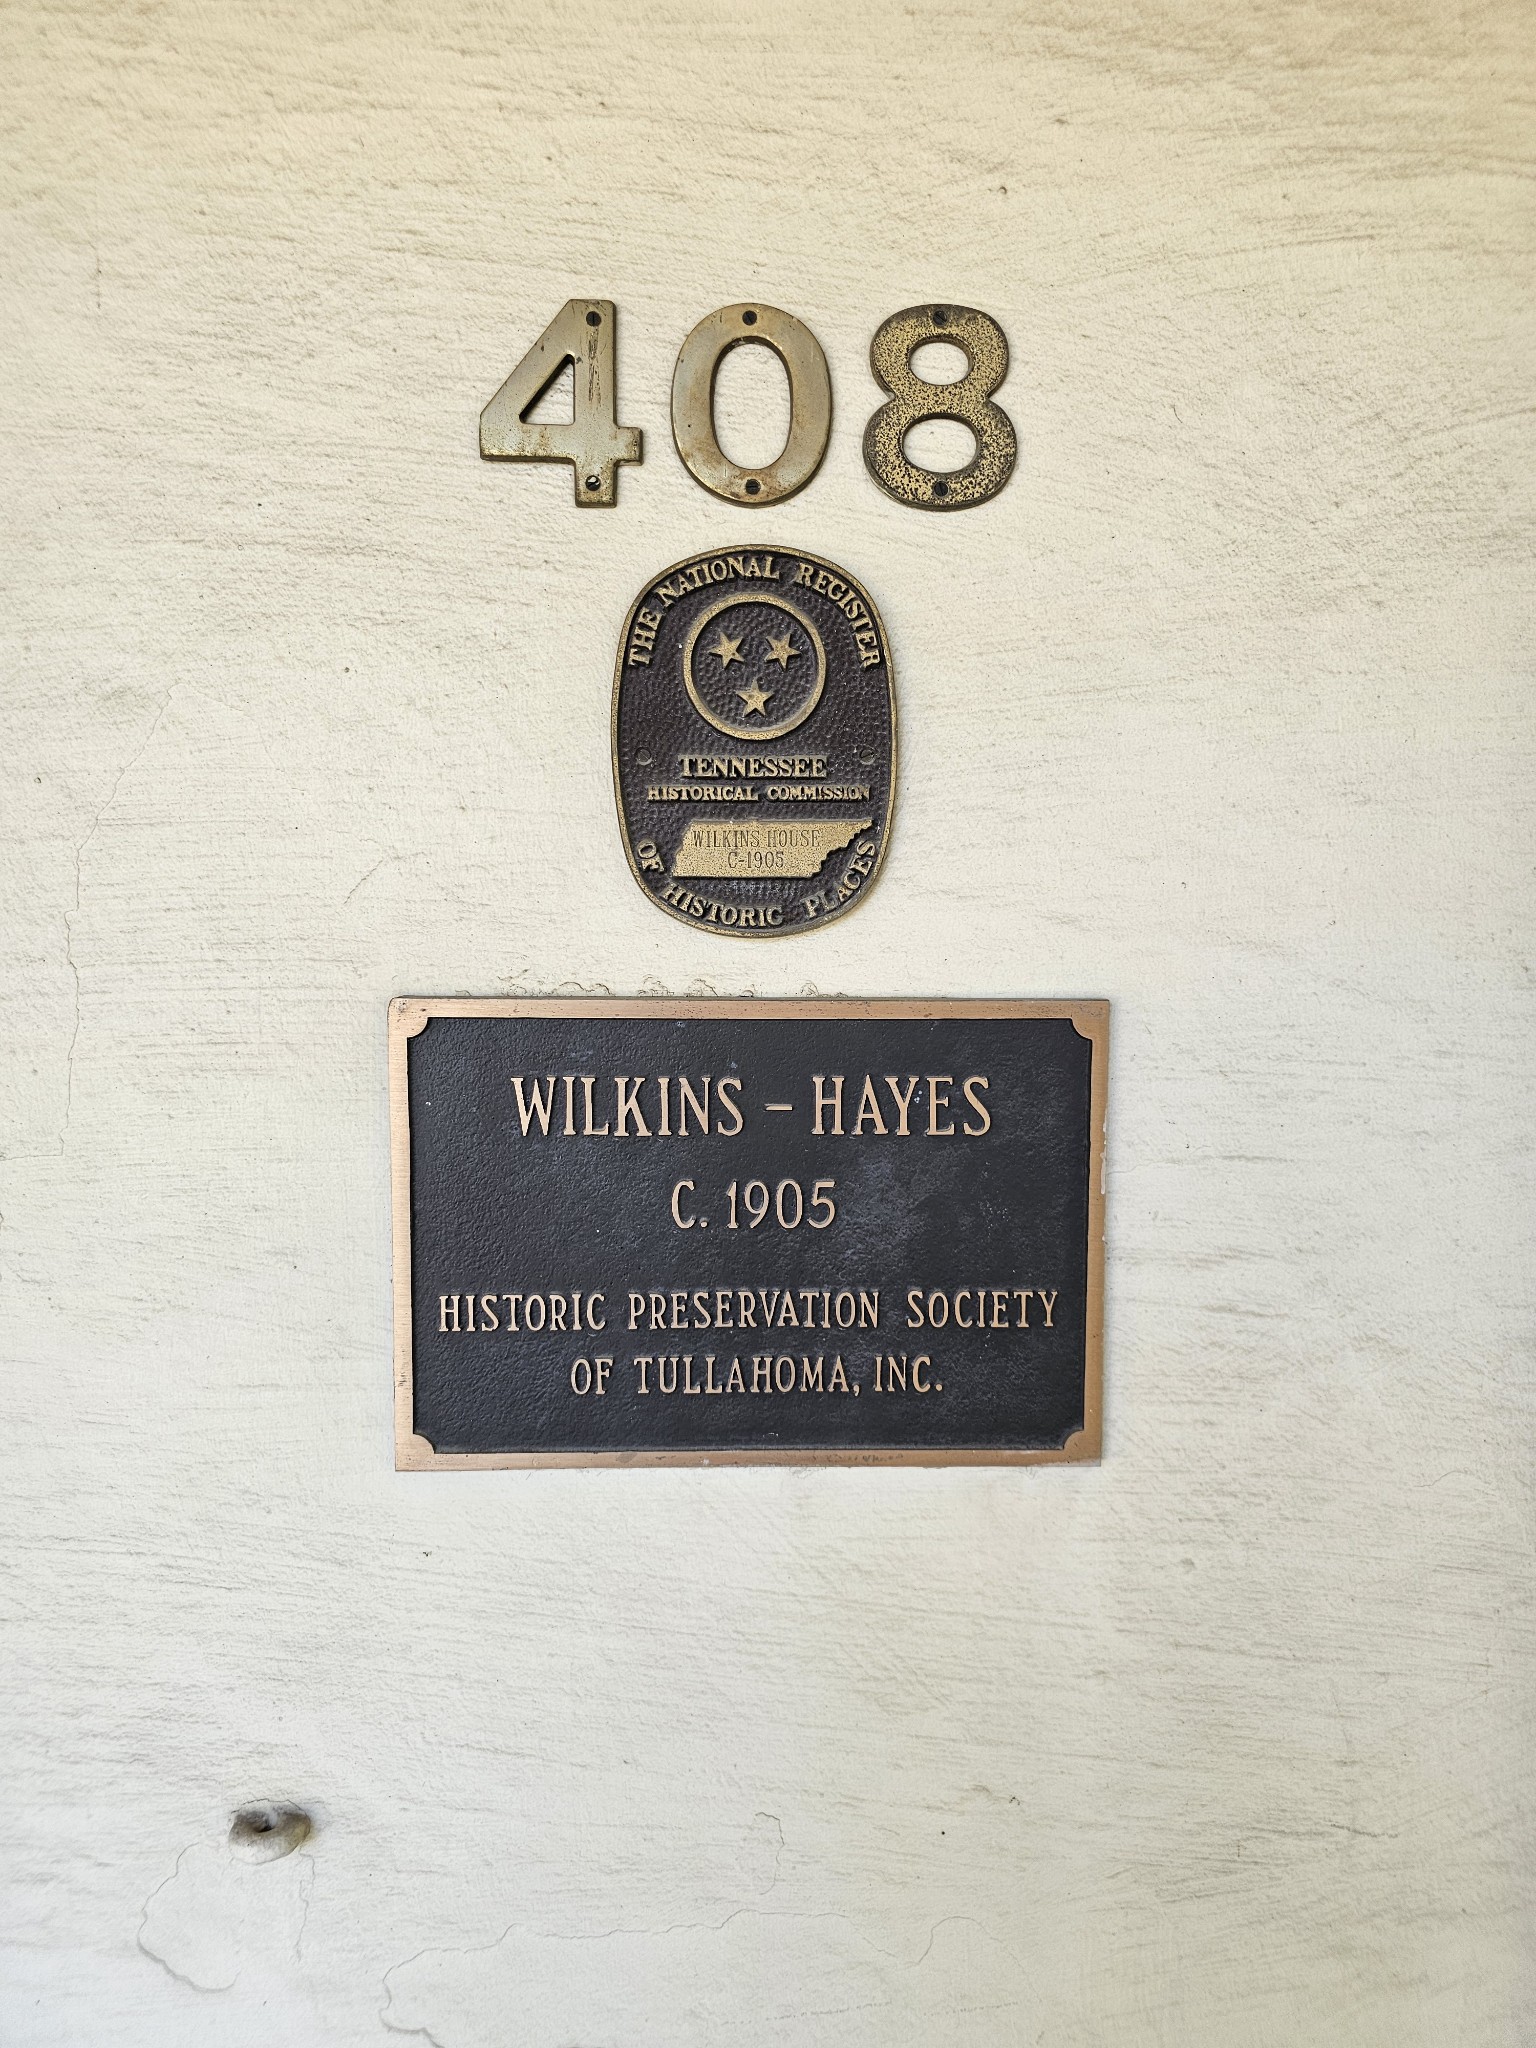 408
THE NATIONAL REGISTER
TENNESSEE
HISTORICAL COMMISSION
WILKINS HOUSE
C-1905
OF HISTORIC PLACES
WILKINS - HAYES
C. 1905
HISTORIC PRESERVATION SOCIETY
OF TULLAHOMA, INC.